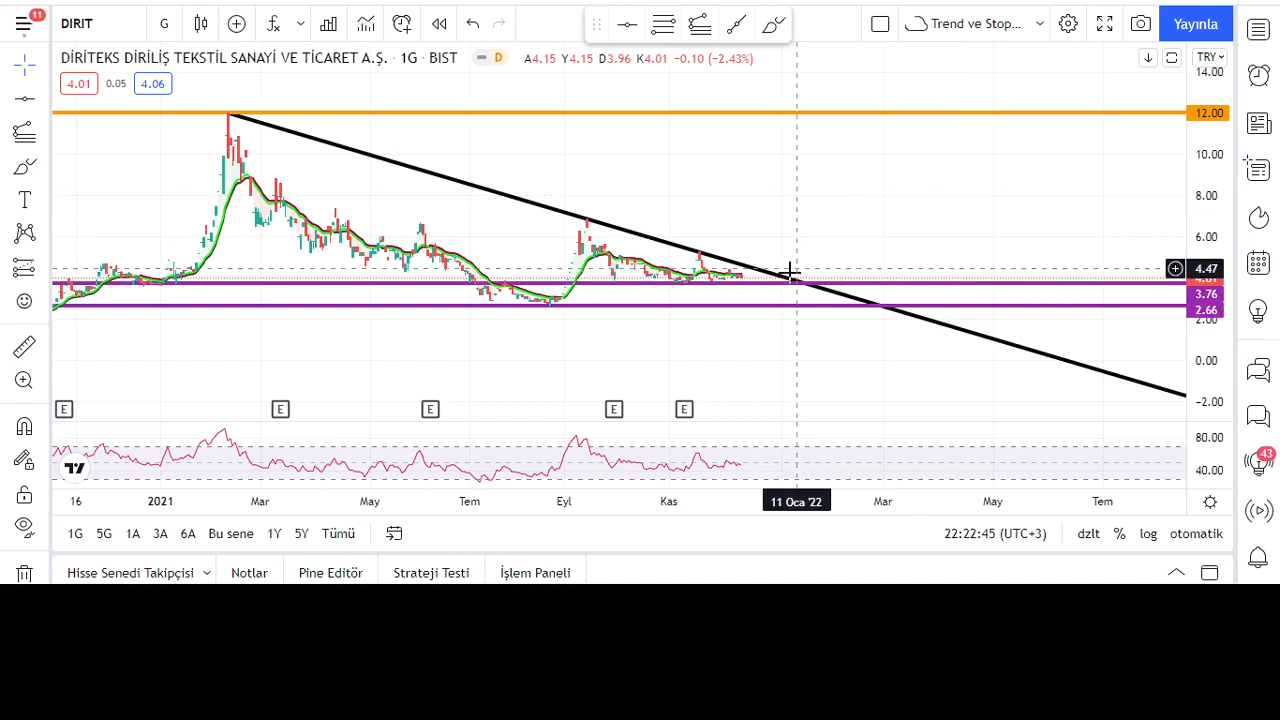 11
DIRIT
G
Trend ve Stop...
Yayınla
DİRİTEKS DİRİLİŞ TEKSTİL SANAYİ VE TİCARET A.Ş. · 1G · BIST
D
A4.15 Y4.15 D3.96 K4.01 −0.10 (−2.43%)
TRY
4.01
0.05
4.06
14.00
12.00
10.00
8.00
6.00
4.47
3.76
2.66
2.00
0.00
−2.00
E
E
E
E
E
80.00
40.00
43
16
2021
Mar
May
Tem
Eyl
Kas
11 Oca '22
Mar
May
Tem
1G
5G
1A
3A
6A
Bu sene
1Y
5Y
Tümü
22:22:45 (UTC+3)
dzlt
%
log
otomatik
Hisse Senedi Takipçisi
Notlar
Pine Editör
Strateji Testi
İşlem Paneli